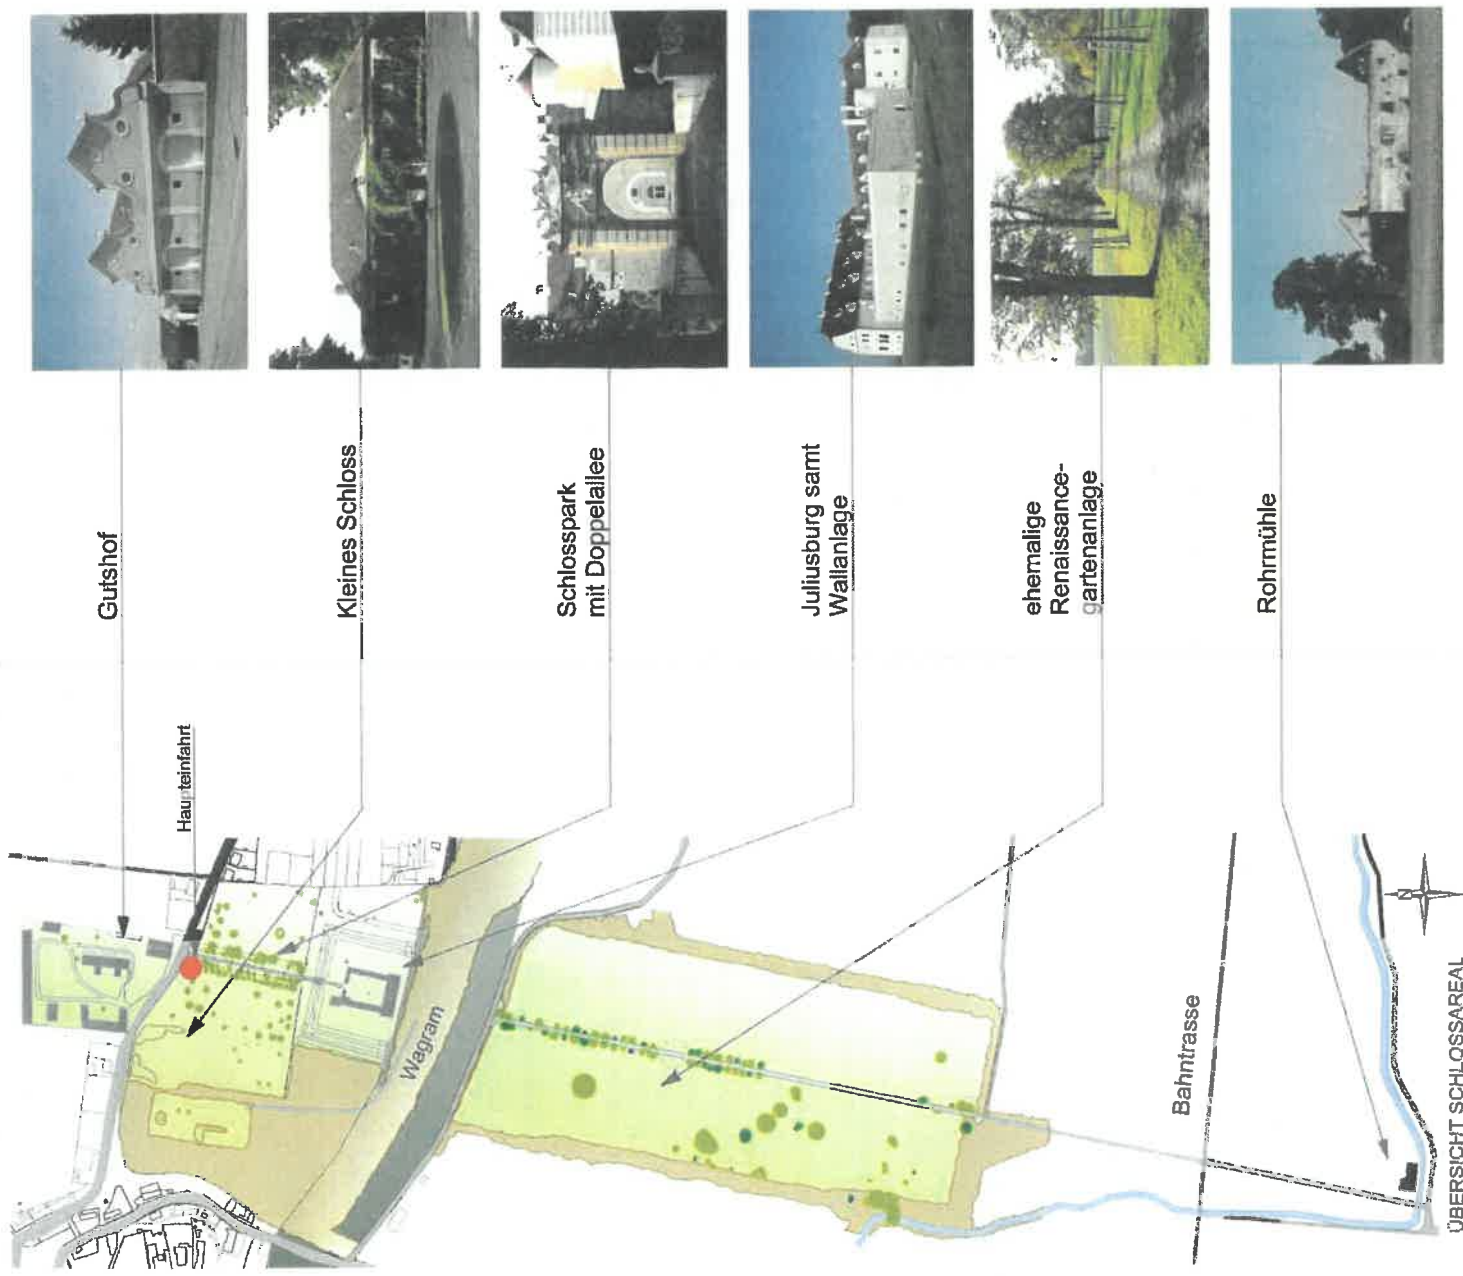 Gutshof
Haupteinfahrt
Kleines Schloss
Schlosspark
mit Doppelallee
Juliusburg samt
Wallanlage
ehemalige
Renaissance-
gartenanlage
Rohrmühle
Wagram
Bahntrasse
N
ÜBERSICHT SCHLOSSAREAL